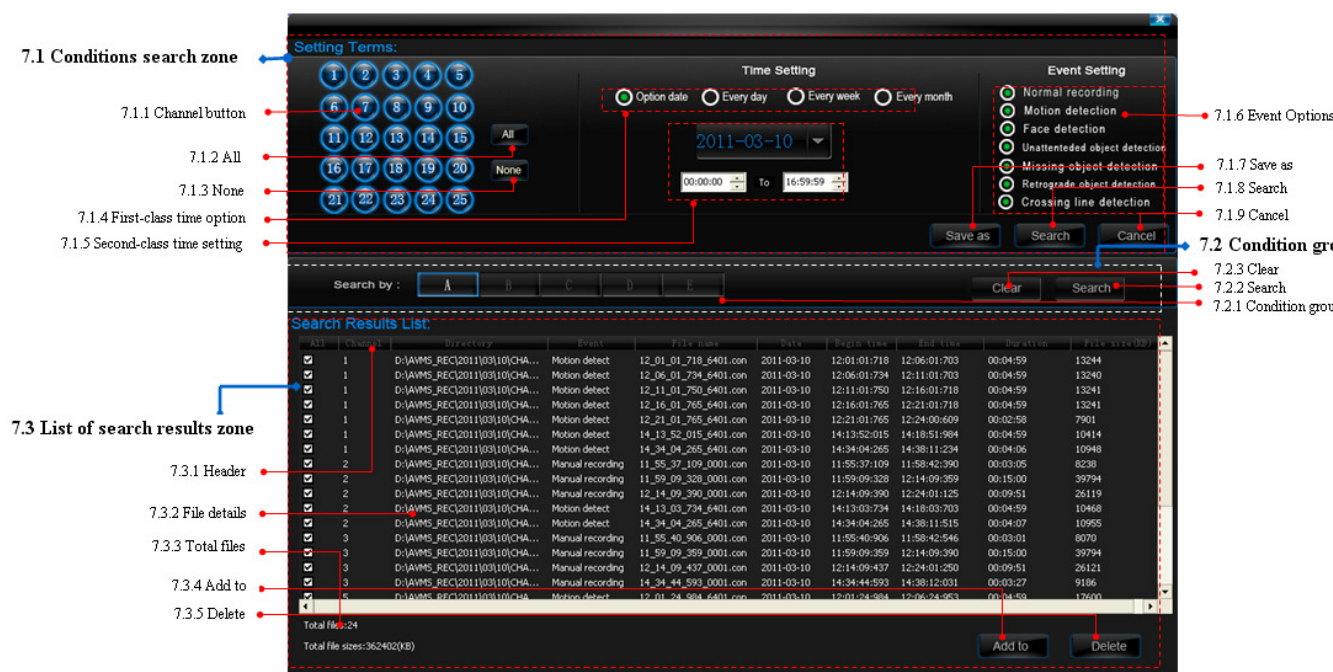 Setting Terms:
7.1 Conditions search zone
1 2 3 4 5
6 7 8 9 10
11 12 13 14 15
16 17 18 19 20
21 22 23 24 25
All
None
7.1.1 Channel button
7.1.2 All
7.1.3 None
7.1.4 First-class time option
7.1.5 Second-class time setting
Time Setting
Option date Every day Every week Every month
2011-03-10
00:00:00 To 16:59:59
Event Setting
Normal recording
Motion detection
Face detection
Unattenteded object detection
Missing object detection
Retrograde object detection
Crossing line detection
Save as Search Cancel
7.1.6 Event Options
7.1.7 Save as
7.1.8 Search
7.1.9 Cancel
7.2 Condition gro
7.2.3 Clear
7.2.2 Search
7.2.1 Condition grou
Search by : A B C D E Clear Search
Search Results List:
All Channel Directory Event File name Date Begin time End time Duration File size(KB)
1 D:\AVMS_REC\2011\03\10\CHA... Motion detect 12_01_01_718_6401.con 2011-03-10 12:01:01:718 12:06:01:703 00:04:59 13244
1 D:\AVMS_REC\2011\03\10\CHA... Motion detect 12_06_01_734_6401.con 2011-03-10 12:06:01:734 12:11:01:703 00:04:59 13240
1 D:\AVMS_REC\2011\03\10\CHA... Motion detect 12_11_01_750_6401.con 2011-03-10 12:11:01:750 12:16:01:718 00:04:59 13241
1 D:\AVMS_REC\2011\03\10\CHA... Motion detect 12_16_01_765_6401.con 2011-03-10 12:16:01:765 12:21:01:718 00:04:59 13241
1 D:\AVMS_REC\2011\03\10\CHA... Motion detect 12_21_01_765_6401.con 2011-03-10 12:21:01:765 12:24:00:609 00:02:58 7901
1 D:\AVMS_REC\2011\03\10\CHA... Motion detect 14_13_52_015_6401.con 2011-03-10 14:13:52:015 14:18:51:984 00:04:59 10414
1 D:\AVMS_REC\2011\03\10\CHA... Motion detect 14_34_04_265_6401.con 2011-03-10 14:34:04:265 14:38:11:234 00:04:06 10948
2 D:\AVMS_REC\2011\03\10\CHA... Manual recording 11_55_37_109_0001.con 2011-03-10 11:55:37:109 11:58:42:390 00:03:05 8238
2 D:\AVMS_REC\2011\03\10\CHA... Manual recording 11_59_09_328_0001.con 2011-03-10 11:59:09:328 12:14:09:359 00:15:00 39794
2 D:\AVMS_REC\2011\03\10\CHA... Manual recording 12_14_09_390_0001.con 2011-03-10 12:14:09:390 12:24:01:125 00:09:51 26119
2 D:\AVMS_REC\2011\03\10\CHA... Motion detect 14_13_03_734_6401.con 2011-03-10 14:13:03:734 14:18:03:703 00:04:59 10468
2 D:\AVMS_REC\2011\03\10\CHA... Motion detect 14_34_04_265_6401.con 2011-03-10 14:34:04:265 14:38:11:515 00:04:07 10955
3 D:\AVMS_REC\2011\03\10\CHA... Manual recording 11_55_40_906_0001.con 2011-03-10 11:55:40:906 11:58:42:546 00:03:01 8070
3 D:\AVMS_REC\2011\03\10\CHA... Manual recording 11_59_09_359_0001.con 2011-03-10 11:59:09:359 12:14:09:390 00:15:00 39794
3 D:\AVMS_REC\2011\03\10\CHA... Manual recording 12_14_09_437_0001.con 2011-03-10 12:14:09:437 12:24:01:250 00:09:51 26121
3 D:\AVMS_REC\2011\03\10\CHA... Manual recording 14_34_44_593_0001.con 2011-03-10 14:34:44:593 14:38:12:031 00:03:27 9186
5 D:\AVMS_REC\2011\03\10\CHA... Motion detect 12_01_24_984_6401.con 2011-03-10 12:01:24:984 12:06:24:953 00:04:59 17600
7.3 List of search results zone
7.3.1 Header
7.3.2 File details
7.3.3 Total files
7.3.4 Add to
7.3.5 Delete
Total files:24
Total file sizes:362402(KB)
Add to Delete